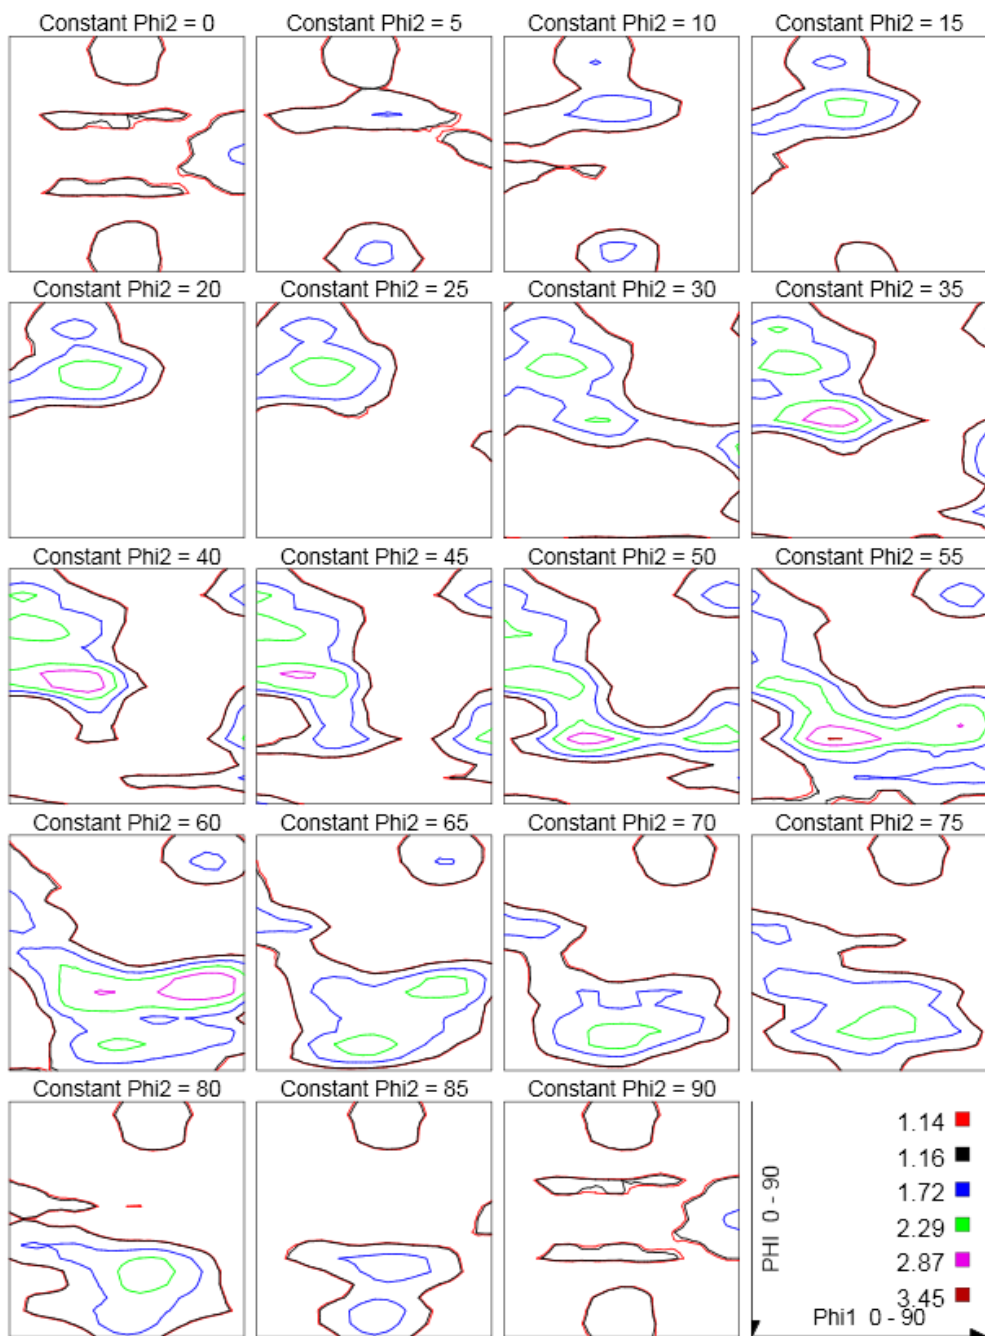 Constant Phi2 = 0
Constant Phi2 = 5
Constant Phi2 = 10
Constant Phi2 = 15
Constant Phi2 = 20
Constant Phi2 = 25
Constant Phi2 = 30
Constant Phi2 = 35
Constant Phi2 = 40
Constant Phi2 = 45
Constant Phi2 = 50
Constant Phi2 = 55
Constant Phi2 = 60
Constant Phi2 = 65
Constant Phi2 = 70
Constant Phi2 = 75
Constant Phi2 = 80
Constant Phi2 = 85
Constant Phi2 = 90
PHI 0 - 90
1.14
1.16
1.72
2.29
2.87
3.45
Phi1 0 - 90